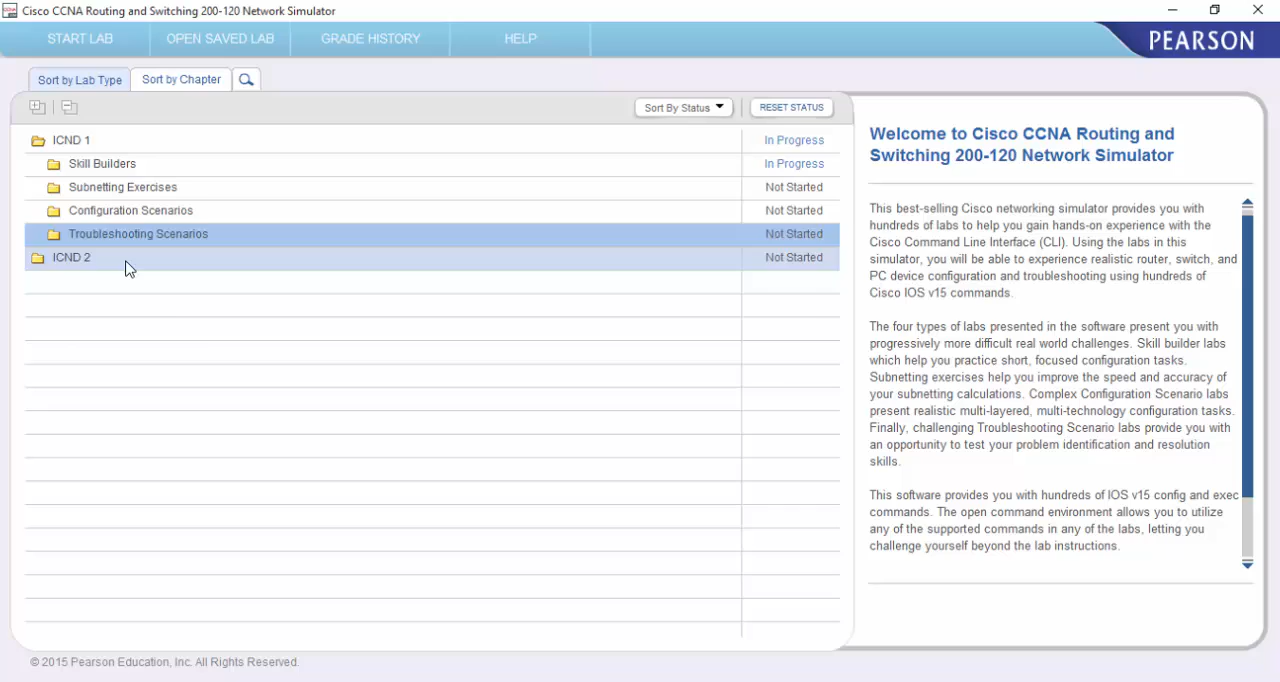 Cisco CCNA Routing and Switching 200-120 Network Simulator
START LAB OPEN SAVED LAB GRADE HISTORY HELP PEARSON
Sort by Lab Type Sort by Chapter
Sort By Status RESET STATUS
ICND 1 In Progress
Skill Builders In Progress
Subnetting Exercises Not Started
Configuration Scenarios Not Started
Troubleshooting Scenarios Not Started
ICND 2 Not Started
Welcome to Cisco CCNA Routing and
Switching 200-120 Network Simulator
This best-selling Cisco networking simulator provides you with
hundreds of labs to help you gain hands-on experience with the
Cisco Command Line Interface (CLI). Using the labs in this
simulator, you will be able to experience realistic router, switch, and
PC device configuration and troubleshooting using hundreds of
Cisco IOS v15 commands.
The four types of labs presented in the software present you with
progressively more difficult real world challenges. Skill builder labs
which help you practice short, focused configuration tasks.
Subnetting exercises help you improve the speed and accuracy of
your subnetting calculations. Complex Configuration Scenario labs
present realistic multi-layered, multi-technology configuration tasks.
Finally, challenging Troubleshooting Scenario labs provide you with
an opportunity to test your problem identification and resolution
skills.
This software provides you with hundreds of IOS v15 config and exec
commands. The open command environment allows you to utilize
any of the supported commands in any of the labs, letting you
challenge yourself beyond the lab instructions.
© 2015 Pearson Education, Inc. All Rights Reserved.